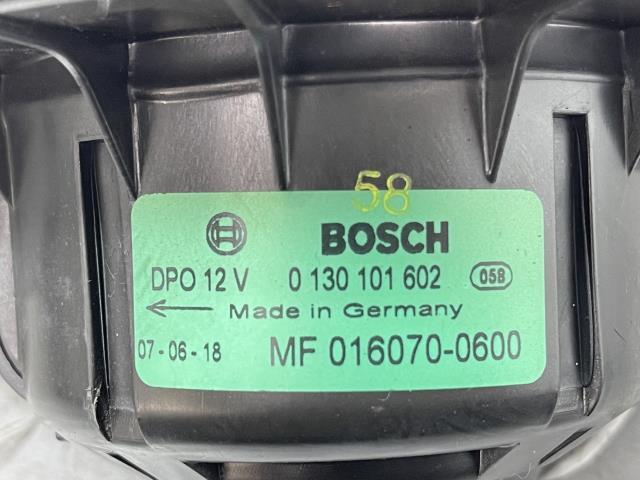 58
BOSCH
DPO 12 V 0 130 101 602 058
Made in Germany
07-06-18 MF 016070-0600